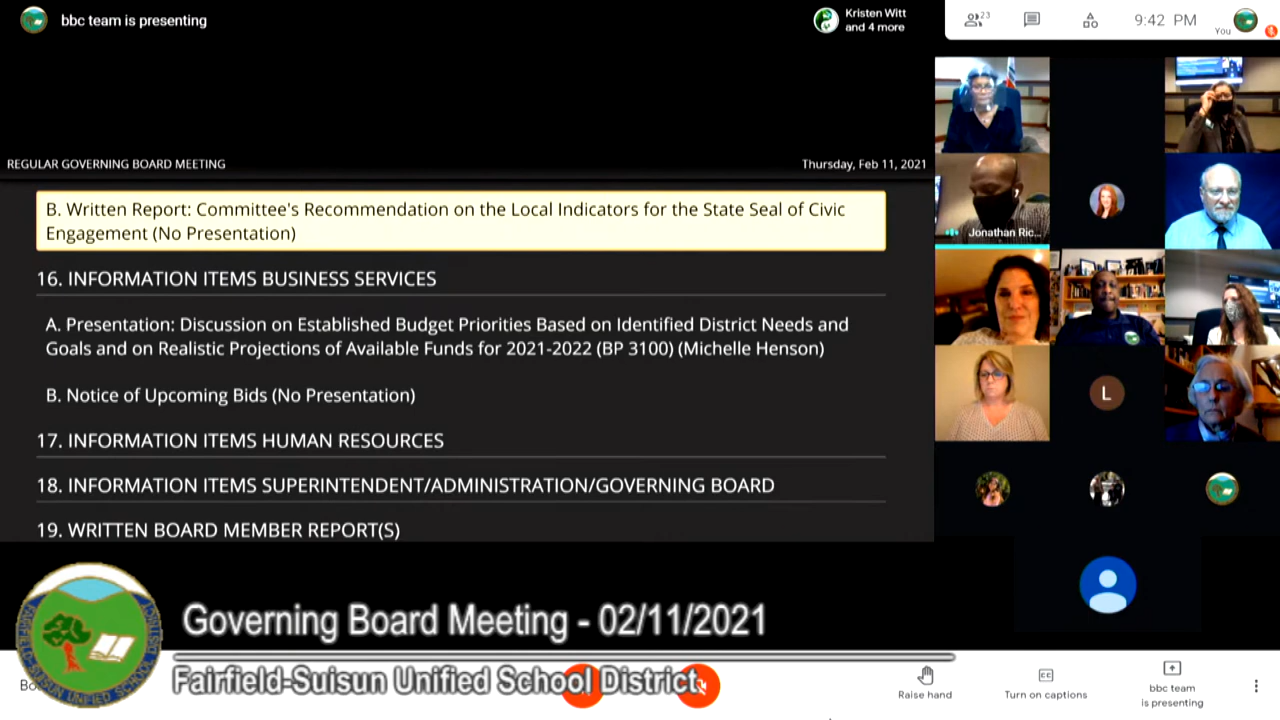 bbc team is presenting
Kristen Witt
and 4 more
23
9:42 PM
You
REGULAR GOVERNING BOARD MEETING
Thursday, Feb 11, 2021
B. Written Report: Committee's Recommendation on the Local Indicators for the State Seal of Civic
Engagement (No Presentation)
16. INFORMATION ITEMS BUSINESS SERVICES
A. Presentation: Discussion on Established Budget Priorities Based on Identified District Needs and
Goals and on Realistic Projections of Available Funds for 2021-2022 (BP 3100) (Michelle Henson)
B. Notice of Upcoming Bids (No Presentation)
17. INFORMATION ITEMS HUMAN RESOURCES
18. INFORMATION ITEMS SUPERINTENDENT/ADMINISTRATION/GOVERNING BOARD
19. WRITTEN BOARD MEMBER REPORT(S)
Jonathan Ric...
L
FAIRFIELD-SUISUN UNIFIED SCHOOL DISTRICT
Governing Board Meeting - 02/11/2021
Fairfield-Suisun Unified School District
Raise hand
CC
Turn on captions
bbc team
is presenting